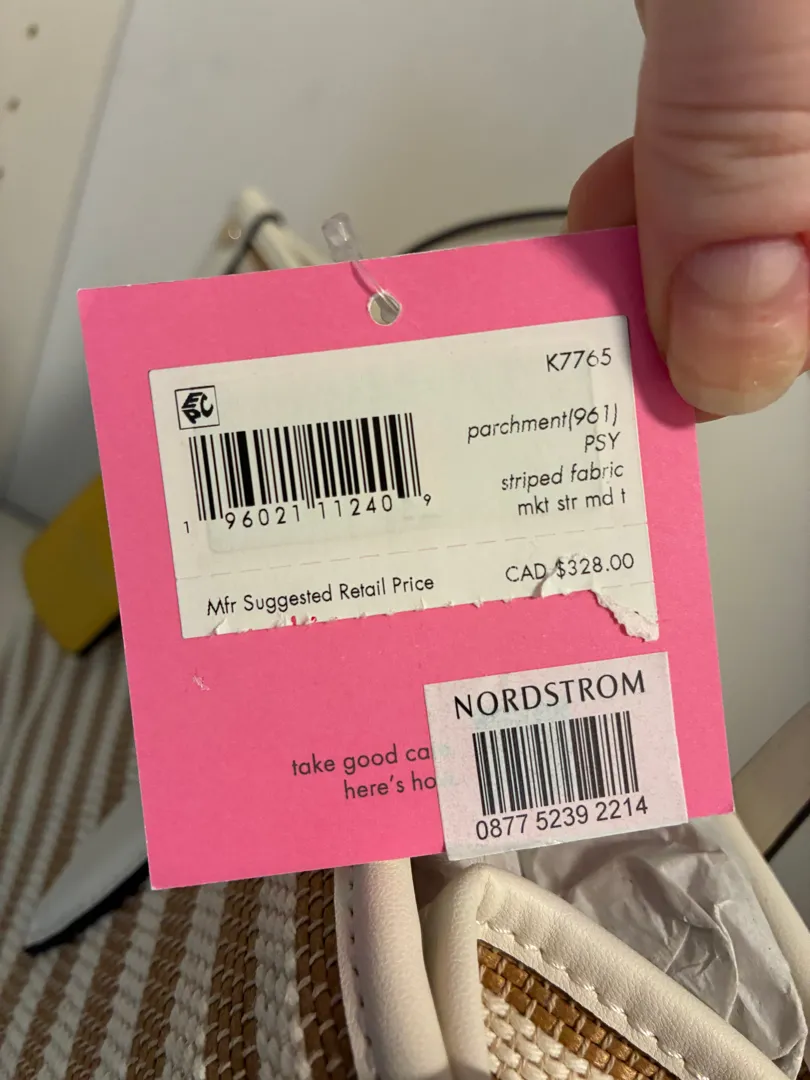 K7765
EPC
parchment(961)
PSY
striped fabric
mkt str md t
1 96021 11240 9
Mfr Suggested Retail Price
CAD $328.00
NORDSTROM
take good ca
here's ho
0877 5239 2214